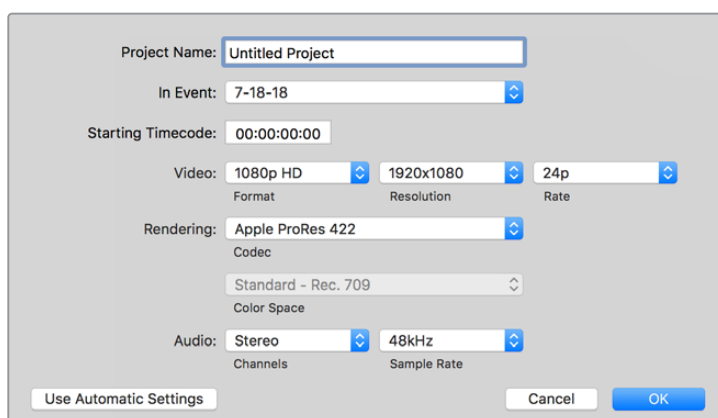 Project Name: Untitled Project
In Event: 7-18-18
Starting Timecode: 00:00:00:00
Video: 1080p HD 1920x1080 24p
Format Resolution Rate
Rendering: Apple ProRes 422
Codec
Standard - Rec. 709
Color Space
Audio: Stereo 48kHz
Channels Sample Rate
Use Automatic Settings Cancel OK